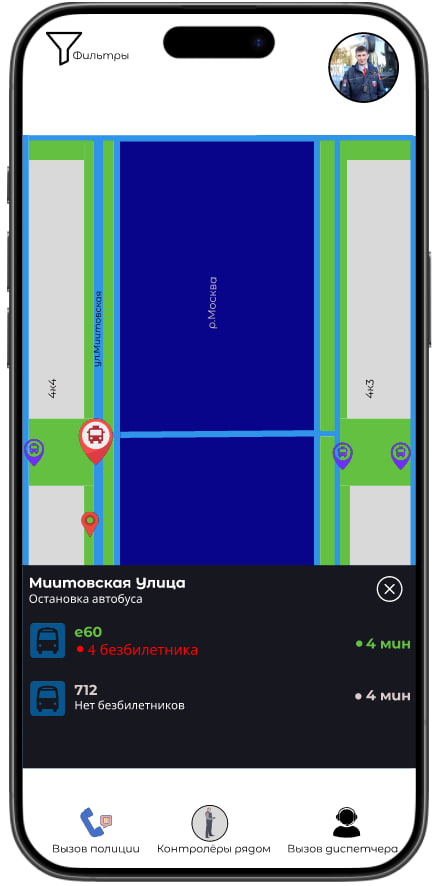 Фильтры
р.Москва
ул.Миитовская
4к4
4к3
Миитовская Улица
Остановка автобуса
е60
4 мин
4 безбилетника
712
4 мин
Нет безбилетников
Вызов полиции
Контролёры рядом
Вызов диспетчера